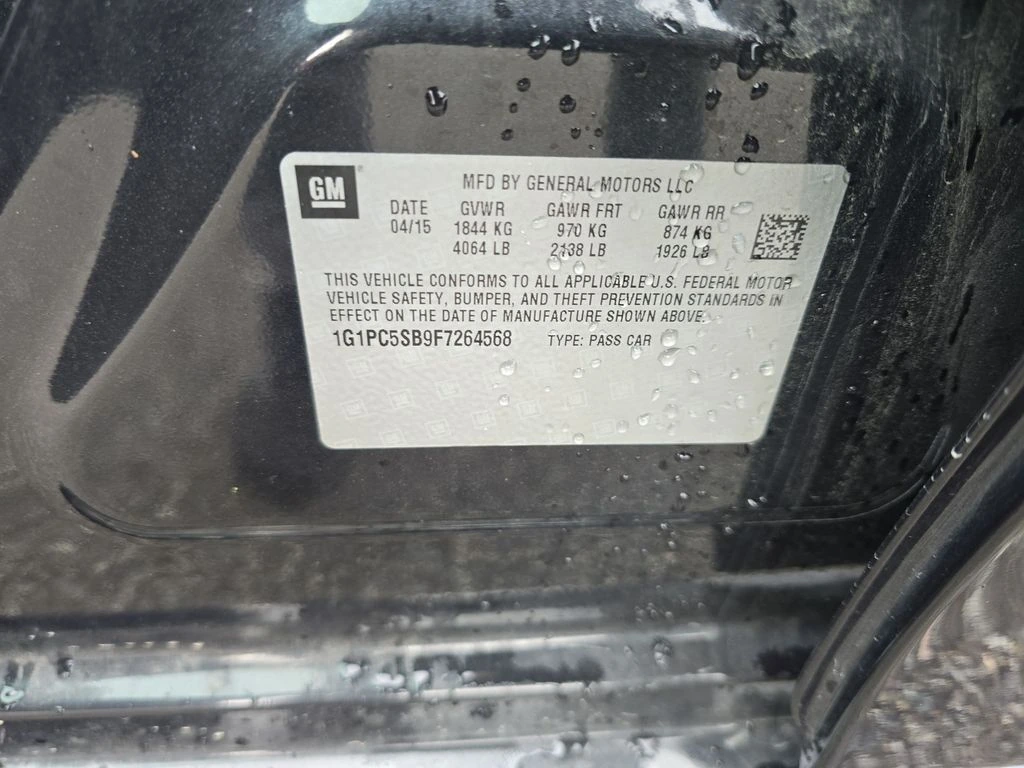 GM
MFD BY GENERAL MOTORS LLC
DATE GVWR GAWR FRT GAWR RR
04/15 1844 KG 970 KG 874 KG
4064 LB 2138 LB 1926 LB
THIS VEHICLE CONFORMS TO ALL APPLICABLE U.S. FEDERAL MOTOR
VEHICLE SAFETY, BUMPER, AND THEFT PREVENTION STANDARDS IN
EFFECT ON THE DATE OF MANUFACTURE SHOWN ABOVE.
1G1PC5SB9F7264568 TYPE: PASS CAR